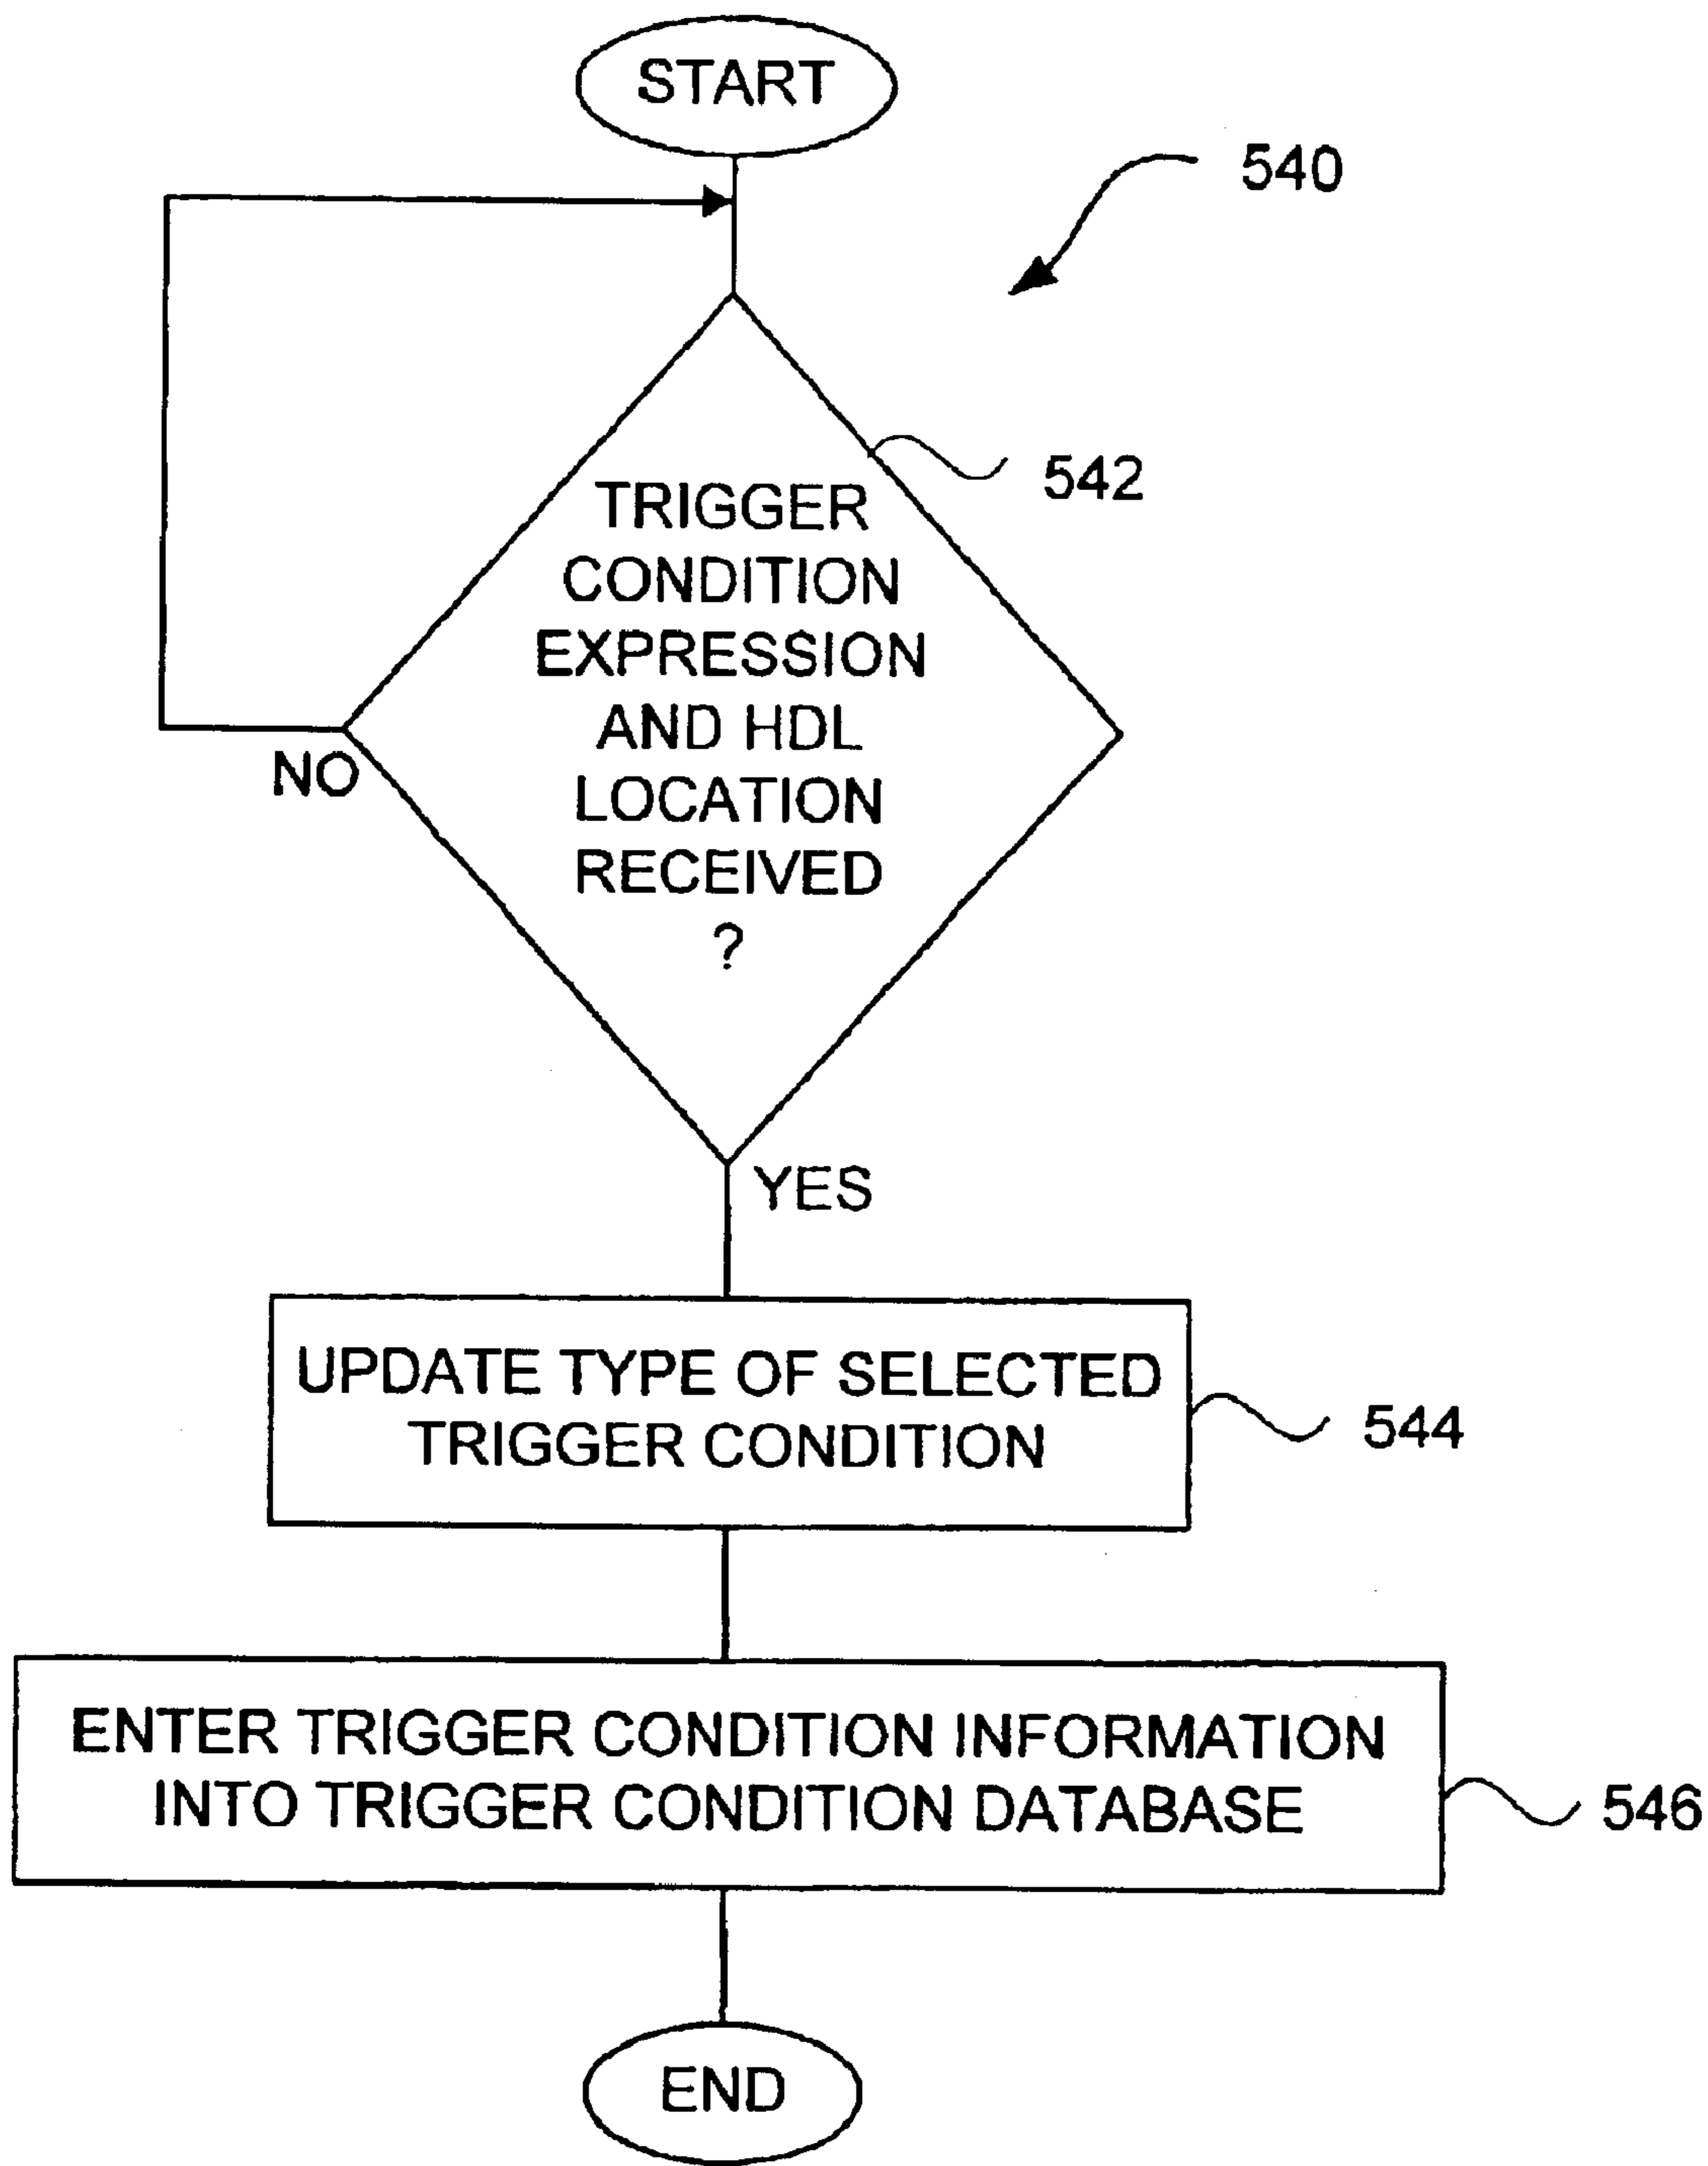 START
540
542
TRIGGER
CONDITION
EXPRESSION
AND HDL
LOCATION
RECEIVED
?
NO
YES
UPDATE TYPE OF SELECTED
TRIGGER CONDITION
544
ENTER TRIGGER CONDITION INFORMATION
INTO TRIGGER CONDITION DATABASE
546
END